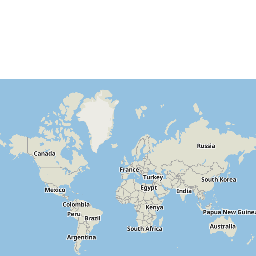 Russia
Canada
France
Turkey
South Korea
Egypt
India
Mexico
Colombia
Kenya
Papua New Guinea
Peru
Brazil
Australia
South Africa
Argentina